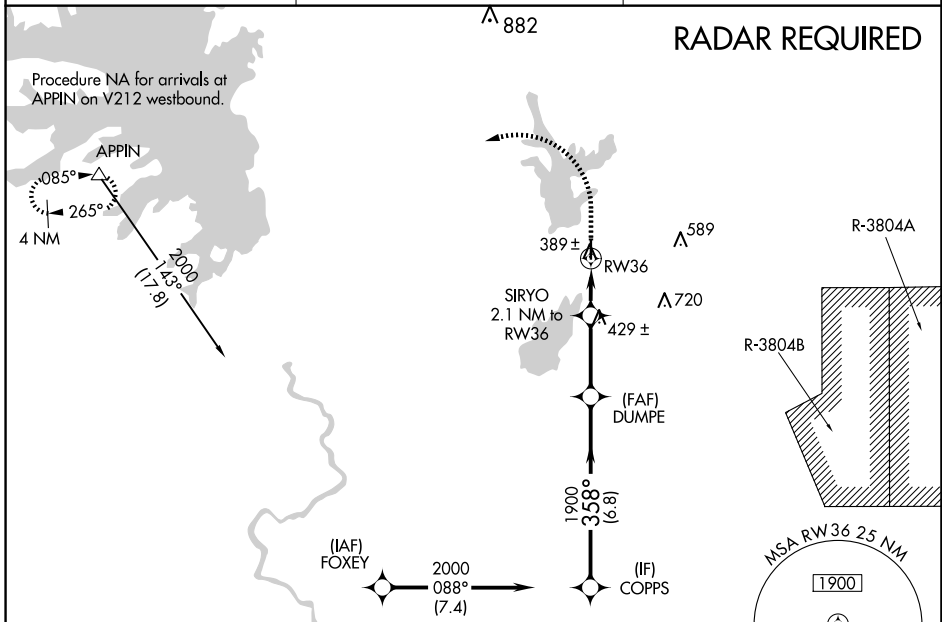 882
RADAR REQUIRED
Procedure NA for arrivals at
APPIN on V212 westbound.
APPIN
085°
265°
4 NM
2000
143°
(17.8)
389 ±
RW36
589
SIRYO
2.1 NM to
RW36
429 ±
720
R-3804A
R-3804B
(FAF)
DUMPE
1900
358°
(6.8)
(IAF)
FOXEY
2000
088°
(7.4)
(IF)
COPPS
MSA RW36 25 NM
1900